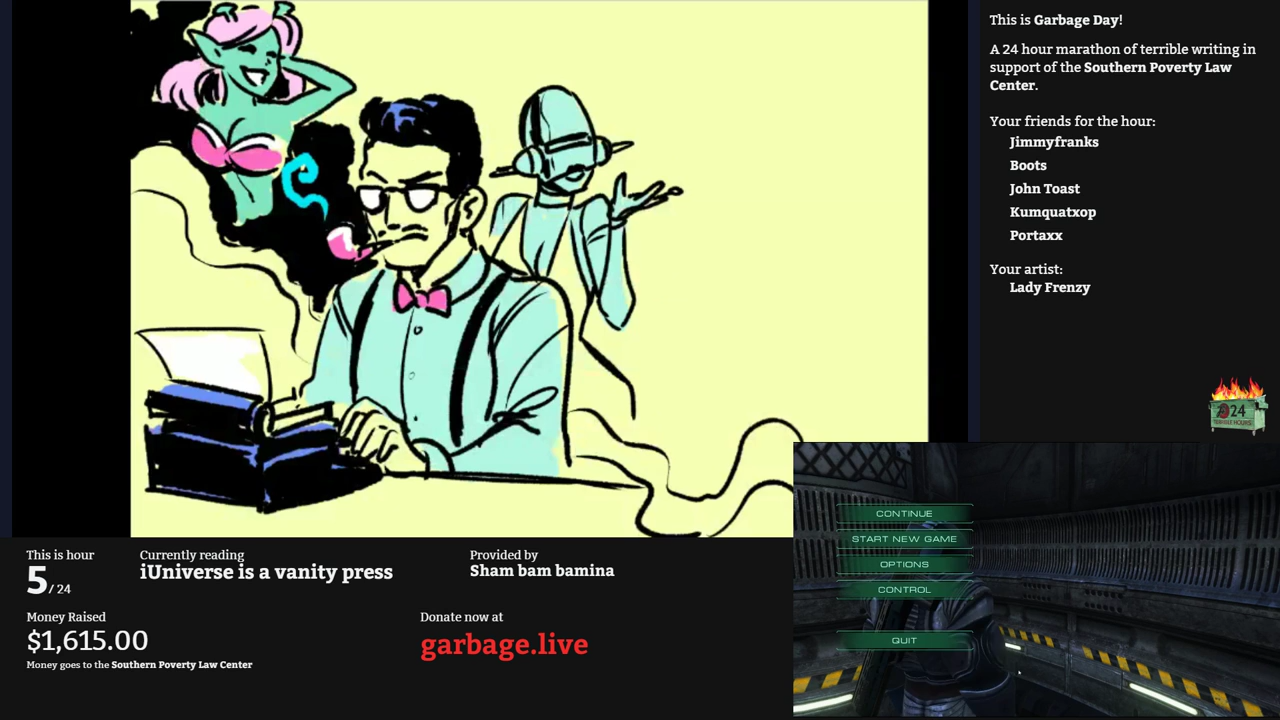 This is Garbage Day!
A 24 hour marathon of terrible writing in
support of the Southern Poverty Law
Center.
Your friends for the hour:
Jimmyfranks
Boots
John Toast
Kumquatxop
Portaxx
Your artist:
Lady Frenzy
24
TERRIBLE HOURS
CONTINUE
START NEW GAME
OPTIONS
CONTROL
QUIT
This is hour
5 / 24
Currently reading
iUniverse is a vanity press
Provided by
Sham bam bamina
Money Raised
$1,615.00
Money goes to the Southern Poverty Law Center
Donate now at
garbage.live